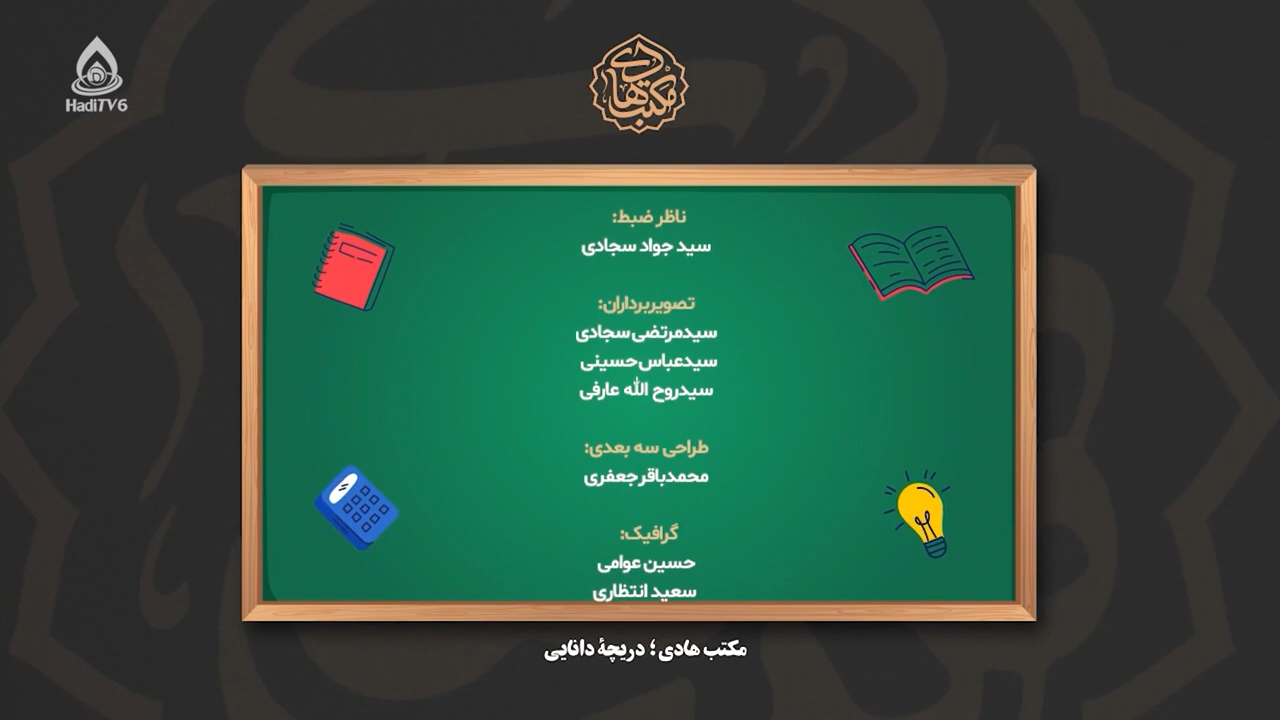 HadiTV6
مکتب هادی
ناظر ضبط:
سید جواد سجادی
تصویربرداران:
سیدمرتضی سجادی
سیدعباس حسینی
سیدروح الله عارفی
طراحی سه بعدی:
محمدباقر جعفری
گرافیک:
حسین عوامی
سعید انتظاری
مکتب هادی؛ دریچهٔ دانایی